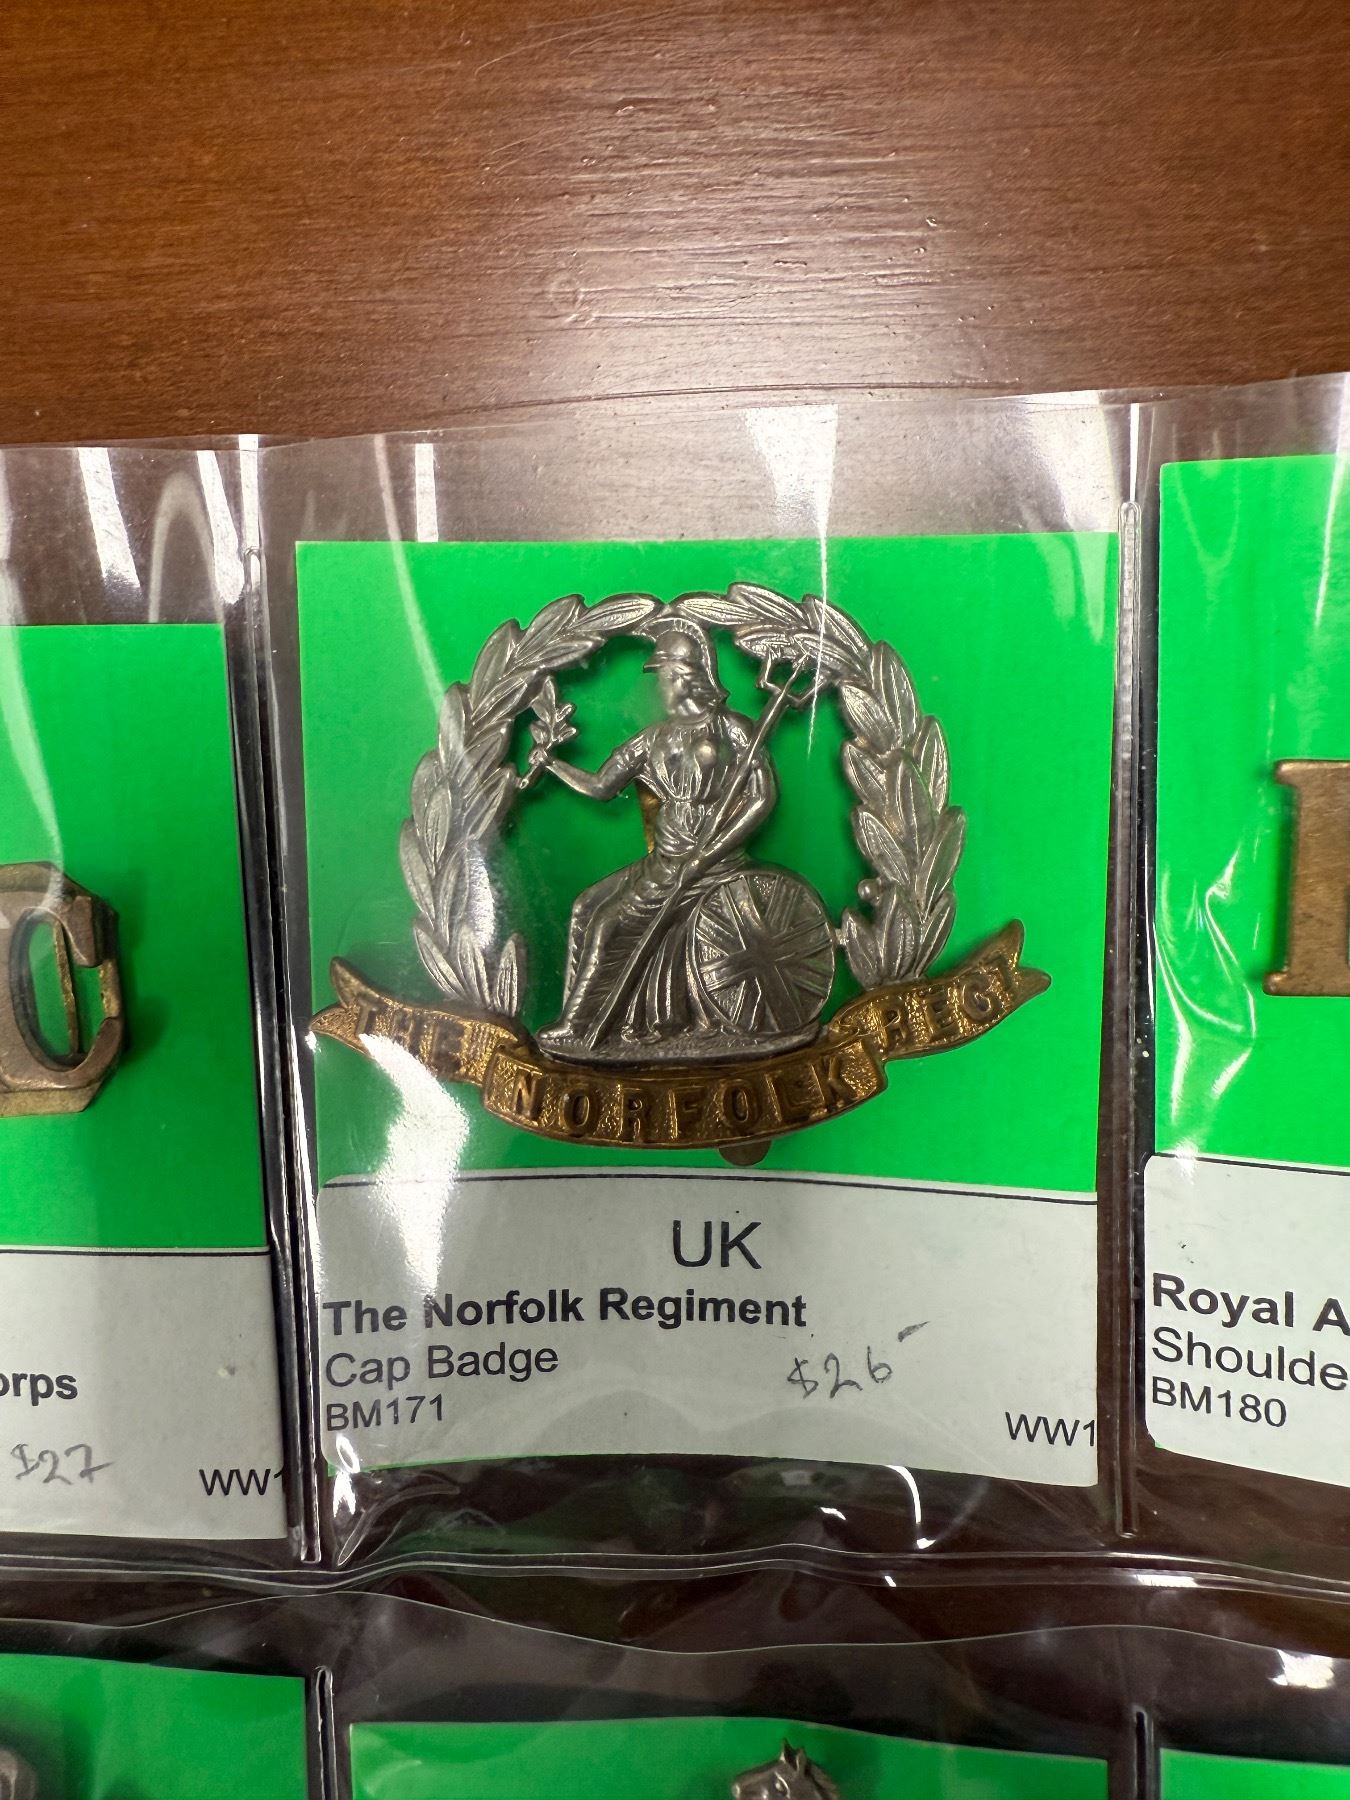 THE NORFOLK REGT
UK
The Norfolk Regiment
Cap Badge
$26
BM171
WW1
orps
$27
WW1
Royal A
Shoulde
BM180